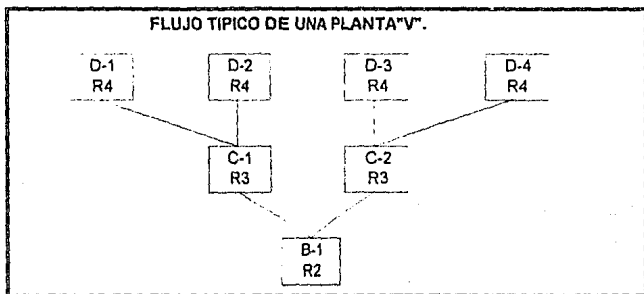 FLUJO TIPICO DE UNA PLANTA"V".
D-1 D-2 D-3 D-4
R4 R4 R4 R4
C-1 C-2
R3 R3
B-1
R2